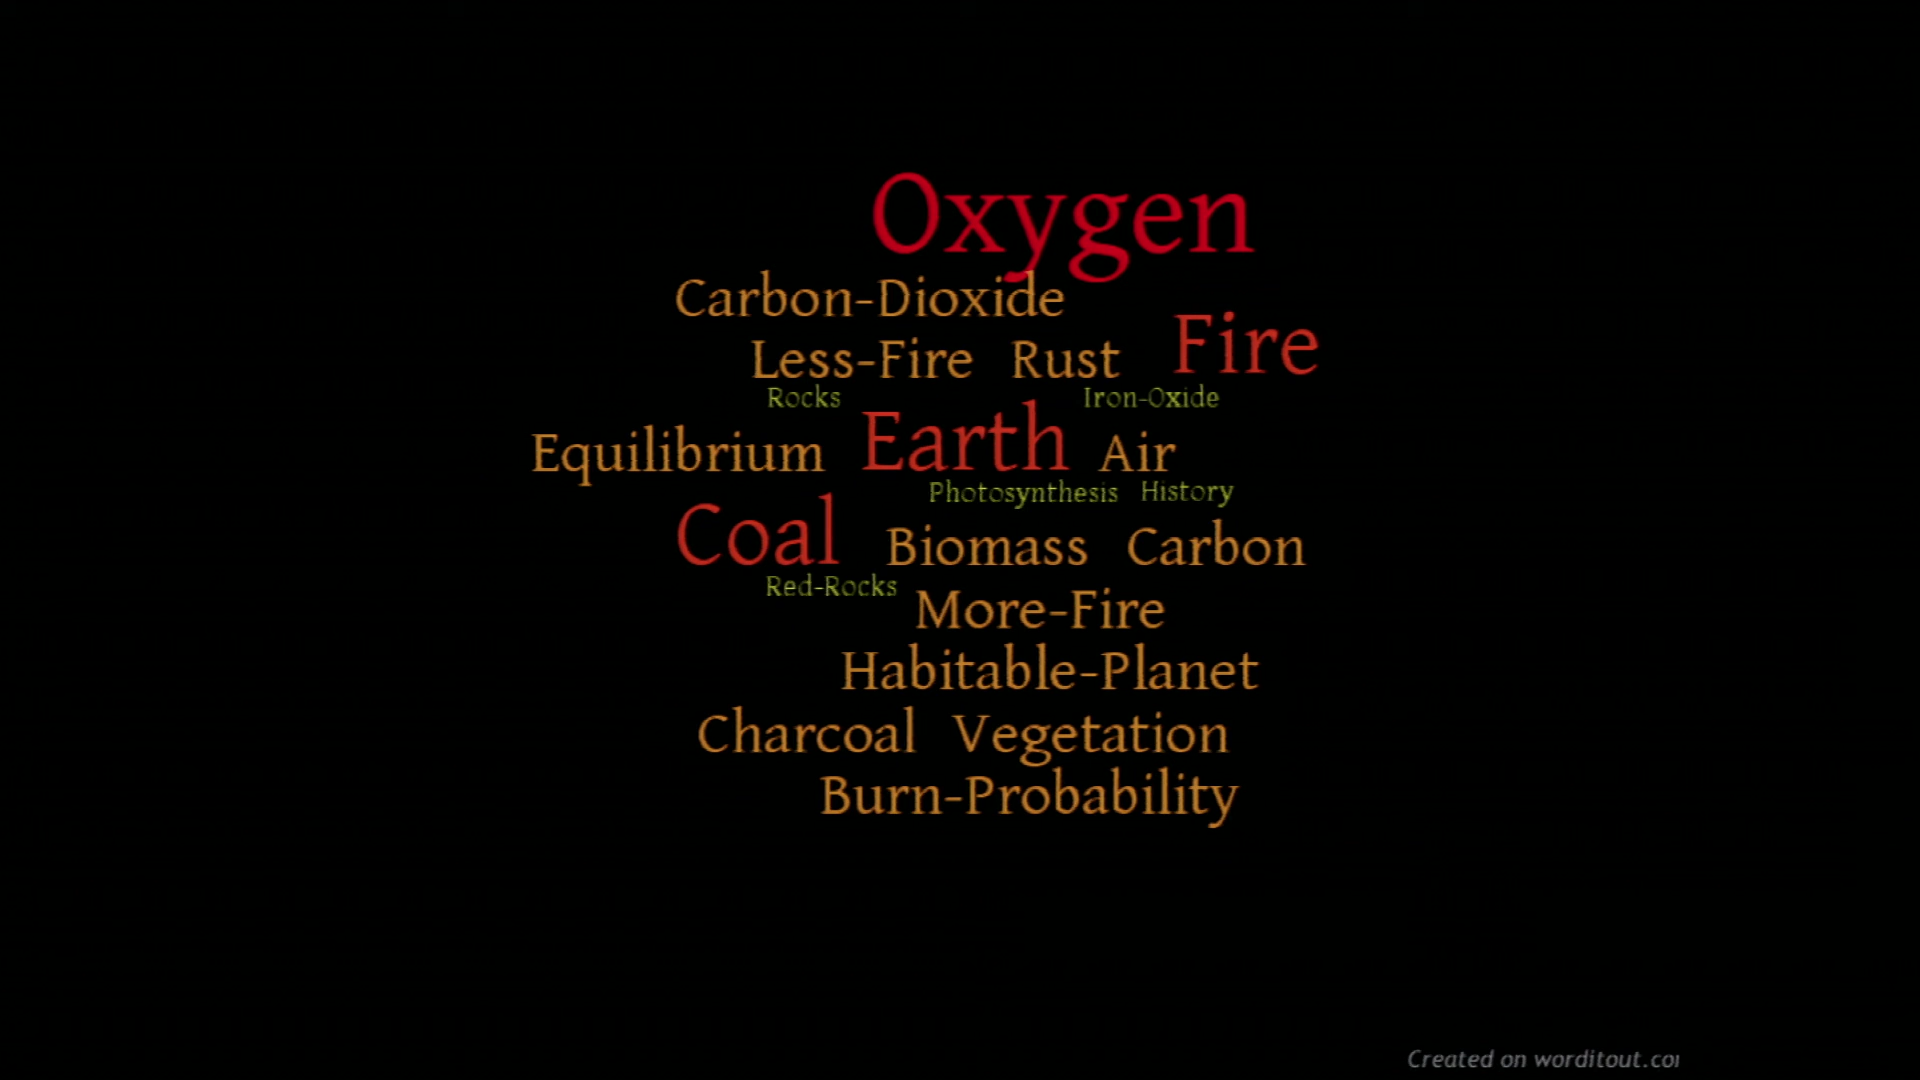 Oxygen
Carbon-Dioxide
Less-Fire Rust Fire
Rocks Iron-Oxide
Equilibrium Earth Air
Photosynthesis History
Coal Biomass Carbon
Red-Rocks
More-Fire
Habitable-Planet
Charcoal Vegetation
Burn-Probability
Created on worditout.co